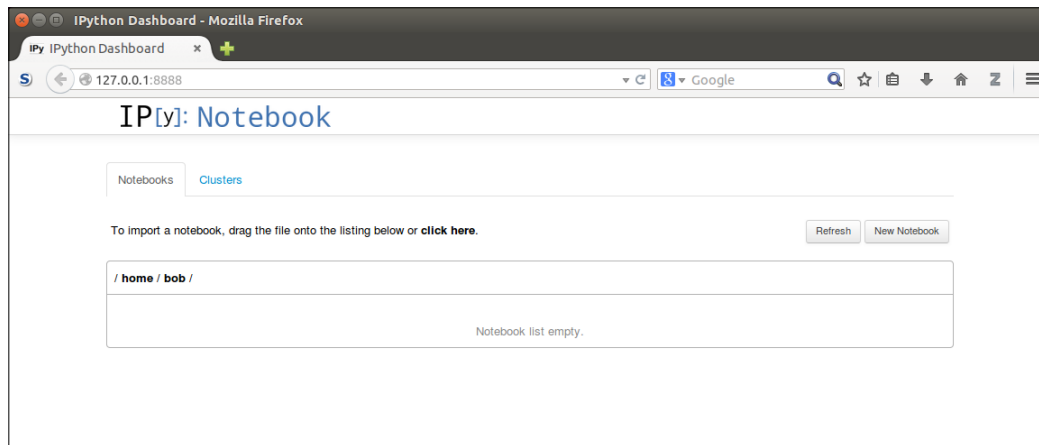 IPython Dashboard - Mozilla Firefox
IPy IPython Dashboard
S) 127.0.0.1:8888 8 Google Z
IP[y]: Notebook
Notebooks Clusters
To import a notebook, drag the file onto the listing below or click here. Refresh New Notebook
/ home / bob /
Notebook list empty.